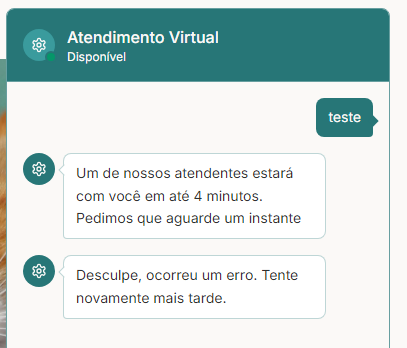 Atendimento Virtual
Disponível
teste
Um de nossos atendentes estará
com você em até 4 minutos.
Pedimos que aguarde um instante
Desculpe, ocorreu um erro. Tente
novamente mais tarde.